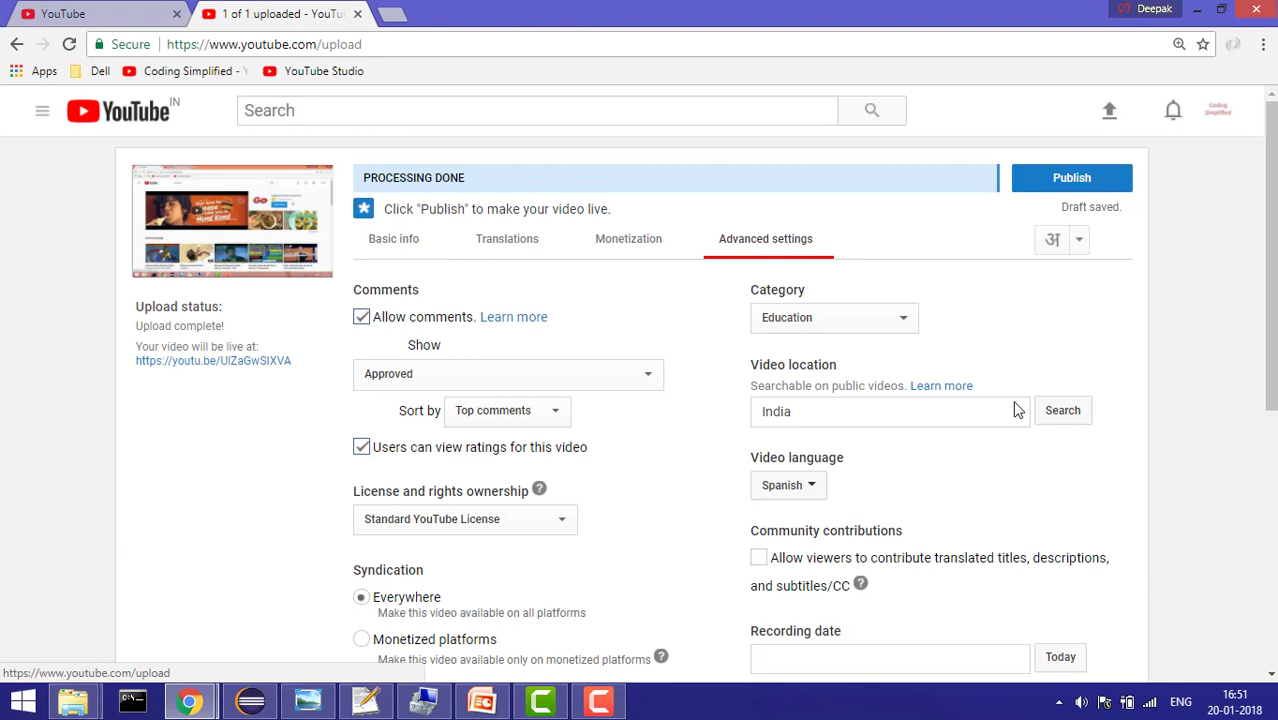 YouTube
1 of 1 uploaded - YouTu
Deepak
Secure
https://www.youtube.com/upload
Apps
Dell
Coding Simplified - Y
YouTube Studio
YouTube IN
Search
Coding Simplified
PROCESSING DONE
Publish
Click "Publish" to make your video live.
Draft saved.
Basic info
Translations
Monetization
Advanced settings
अ
Upload status:
Upload complete!
Your video will be live at:
https://youtu.be/UIZaGwSIXVA
Comments
Allow comments. Learn more
Show
Approved
Sort by
Top comments
Users can view ratings for this video
License and rights ownership
Standard YouTube License
Syndication
Everywhere
Make this video available on all platforms
Monetized platforms
Make this video available only on monetized platforms
Category
Education
Video location
Searchable on public videos. Learn more
India
Search
Video language
Spanish
Community contributions
Allow viewers to contribute translated titles, descriptions,
and subtitles/CC
Recording date
Today
https://www.youtube.com/upload
ENG
16:51
20-01-2018